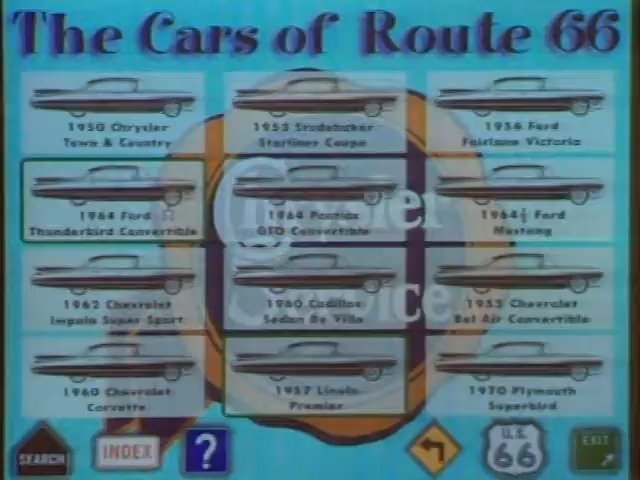 The Cars of Route 66
1950 Chrysler
Town & Country
1953 Studebaker
Starliner Coupe
1956 Ford
Fairlane Victoria
1964 Ford
Thunderbird Convertible
1964 Pontiac
GTO Convertible
1964½ Ford
Mustang
1962 Chevrolet
Impala Super Sport
1960 Cadillac
Sedan De Ville
1953 Chevrolet
Bel Air Convertible
1960 Chevrolet
Corvette
1957 Lincoln
Premier
1970 Plymouth
Superbird
SEARCH
INDEX
?
U.S.
66
EXIT